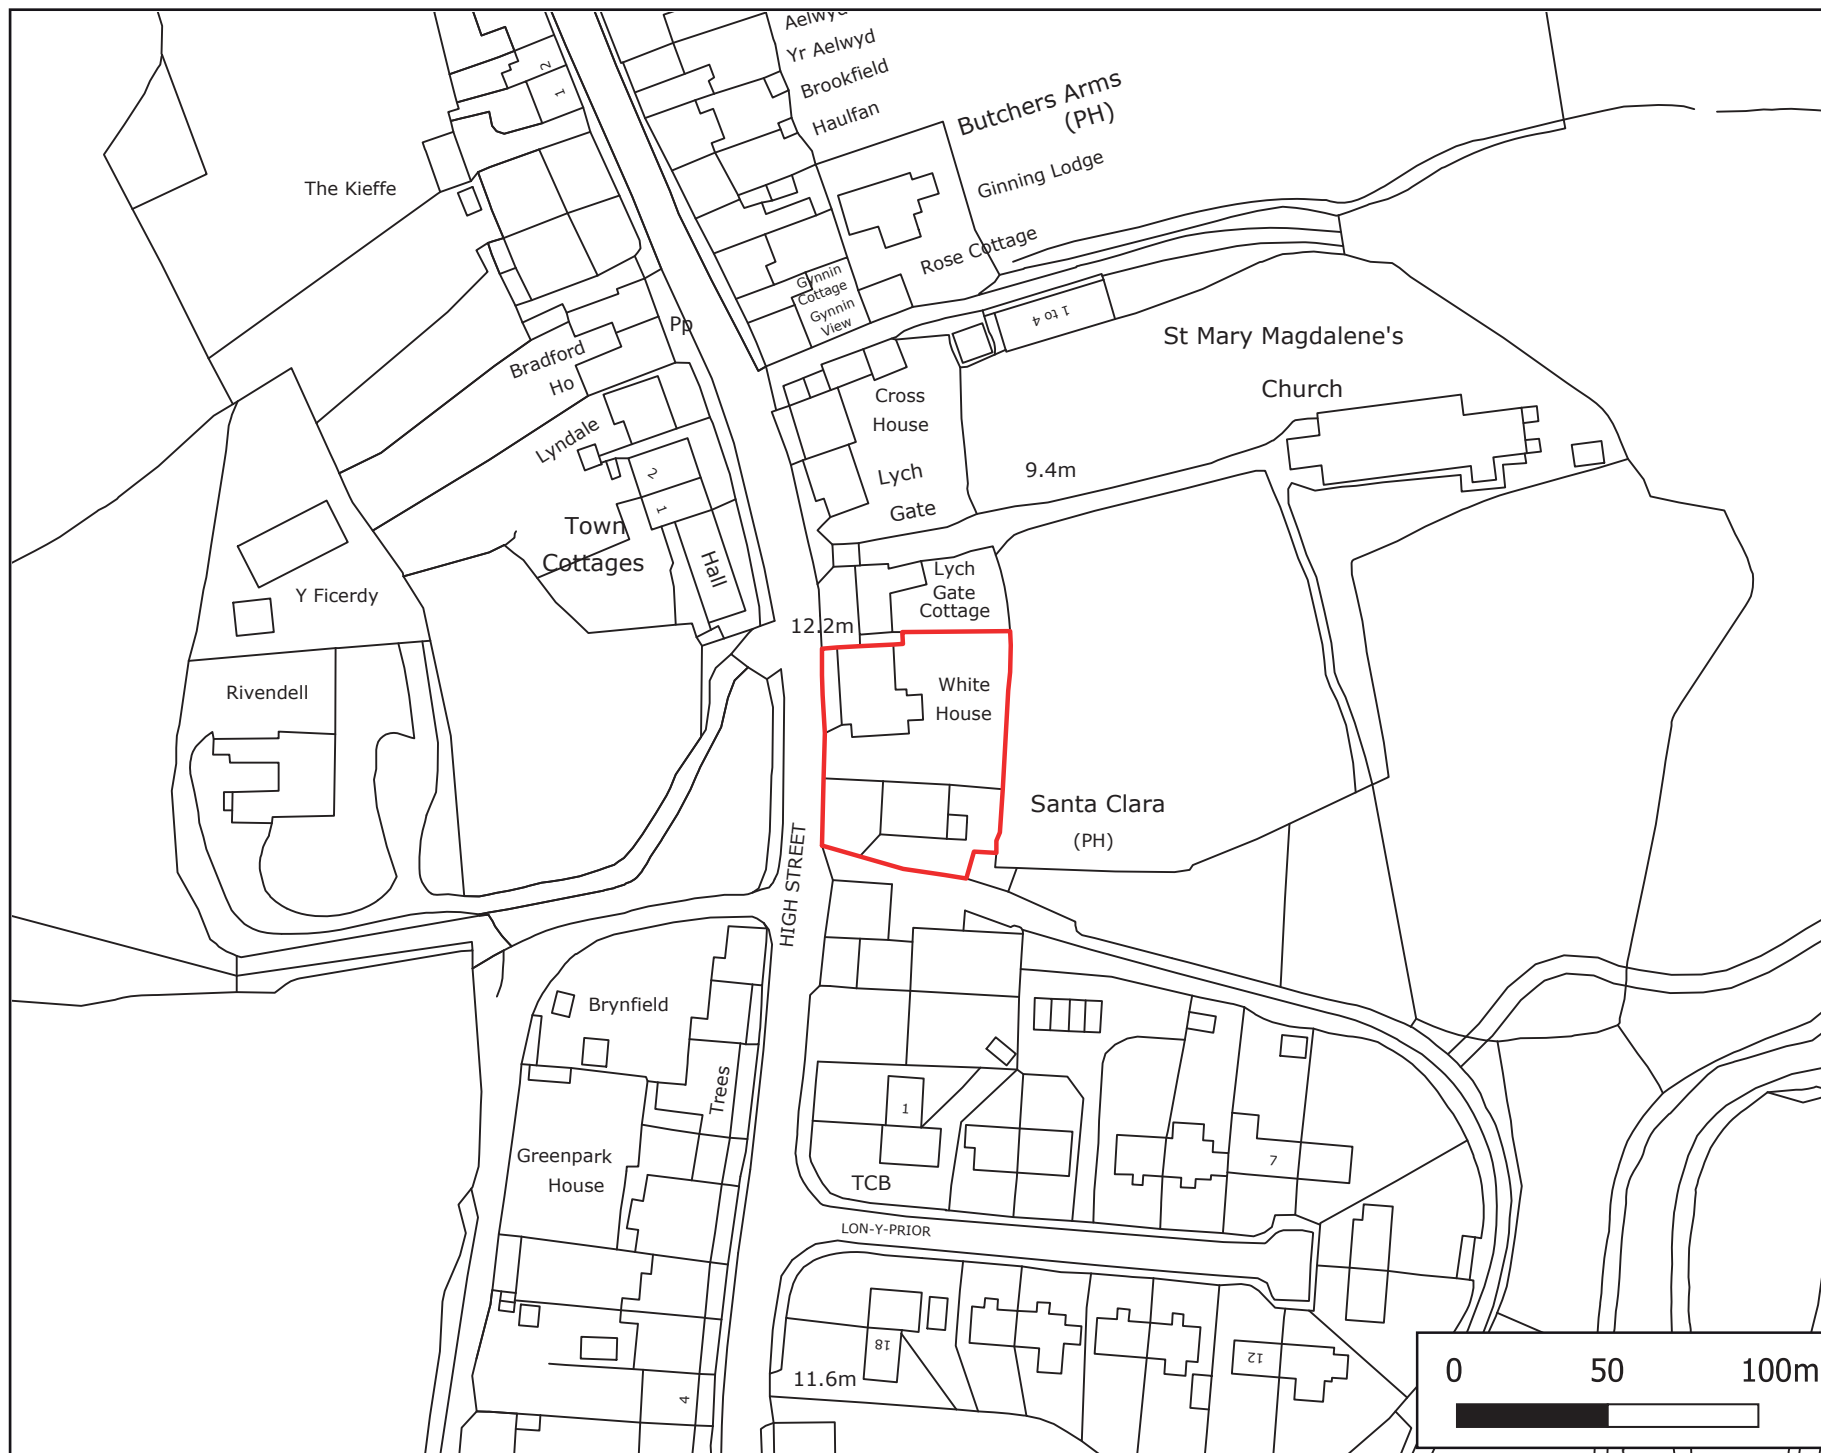 Yr Aelwyd
Brookfield
Haulfan
Butchers Arms
(PH)
2
1
The Kieffe
Ginning Lodge
Rose Cottage
Gynnin
Cottage
Gynnin
View
1 to 4
Pp
St Mary Magdalene's
Church
Bradford
Ho
Cross
House
Lyndale
2
1
Lych
Gate
9.4m
Town
Cottages
Hall
Lych
Gate
Cottage
Y Ficerdy
12.2m
Rivendell
White
House
Santa Clara
(PH)
HIGH STREET
Brynfield
Trees
1
Greenpark
House
7
TCB
LON-Y-PRIOR
18
12
11.6m
4
0 50 100m